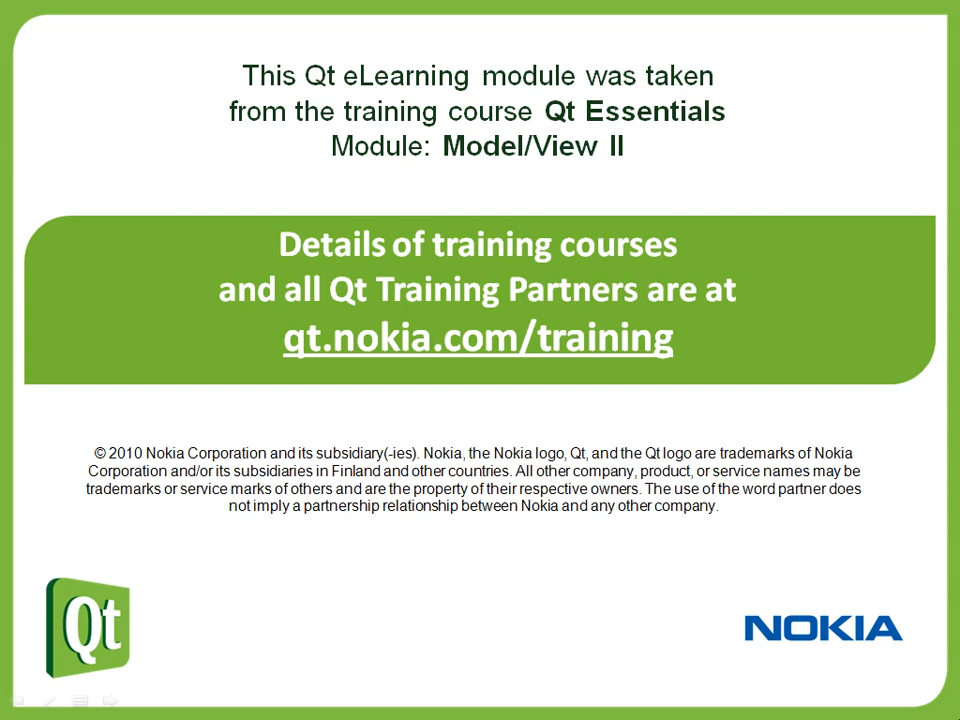 This Qt eLearning module was taken
from the training course Qt Essentials
Module: Model/View II
Details of training courses
and all Qt Training Partners are at
qt.nokia.com/training
© 2010 Nokia Corporation and its subsidiary(-ies). Nokia, the Nokia logo, Qt, and the Qt logo are trademarks of Nokia
Corporation and/or its subsidiaries in Finland and other countries. All other company, product, or service names may be
trademarks or service marks of others and are the property of their respective owners. The use of the word partner does
not imply a partnership relationship between Nokia and any other company.
Qt
NOKIA